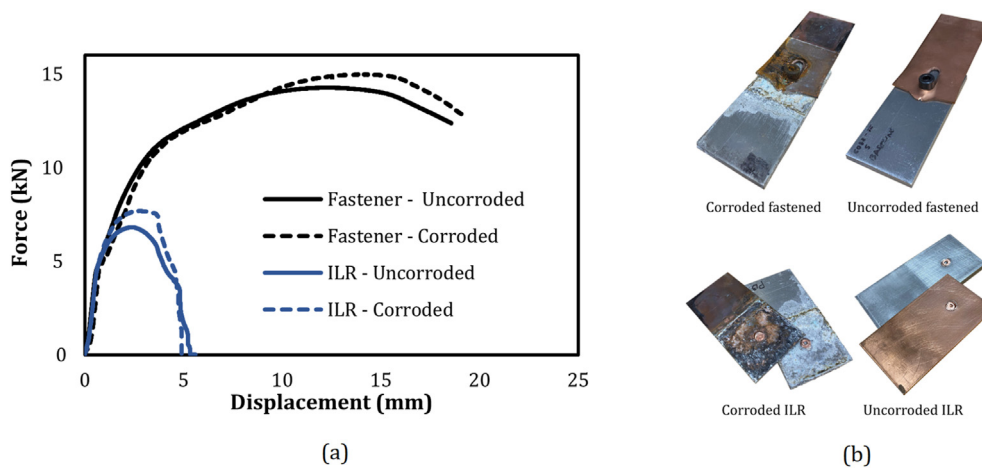 15
10
5
0
0
5
10
15
20
25
Force (kN)
Displacement (mm)
Fastener - Uncorroded
Fastener - Corroded
ILR - Uncorroded
ILR - Corroded
(a)
Corroded fastened
Uncorroded fastened
Corroded ILR
Uncorroded ILR
(b)